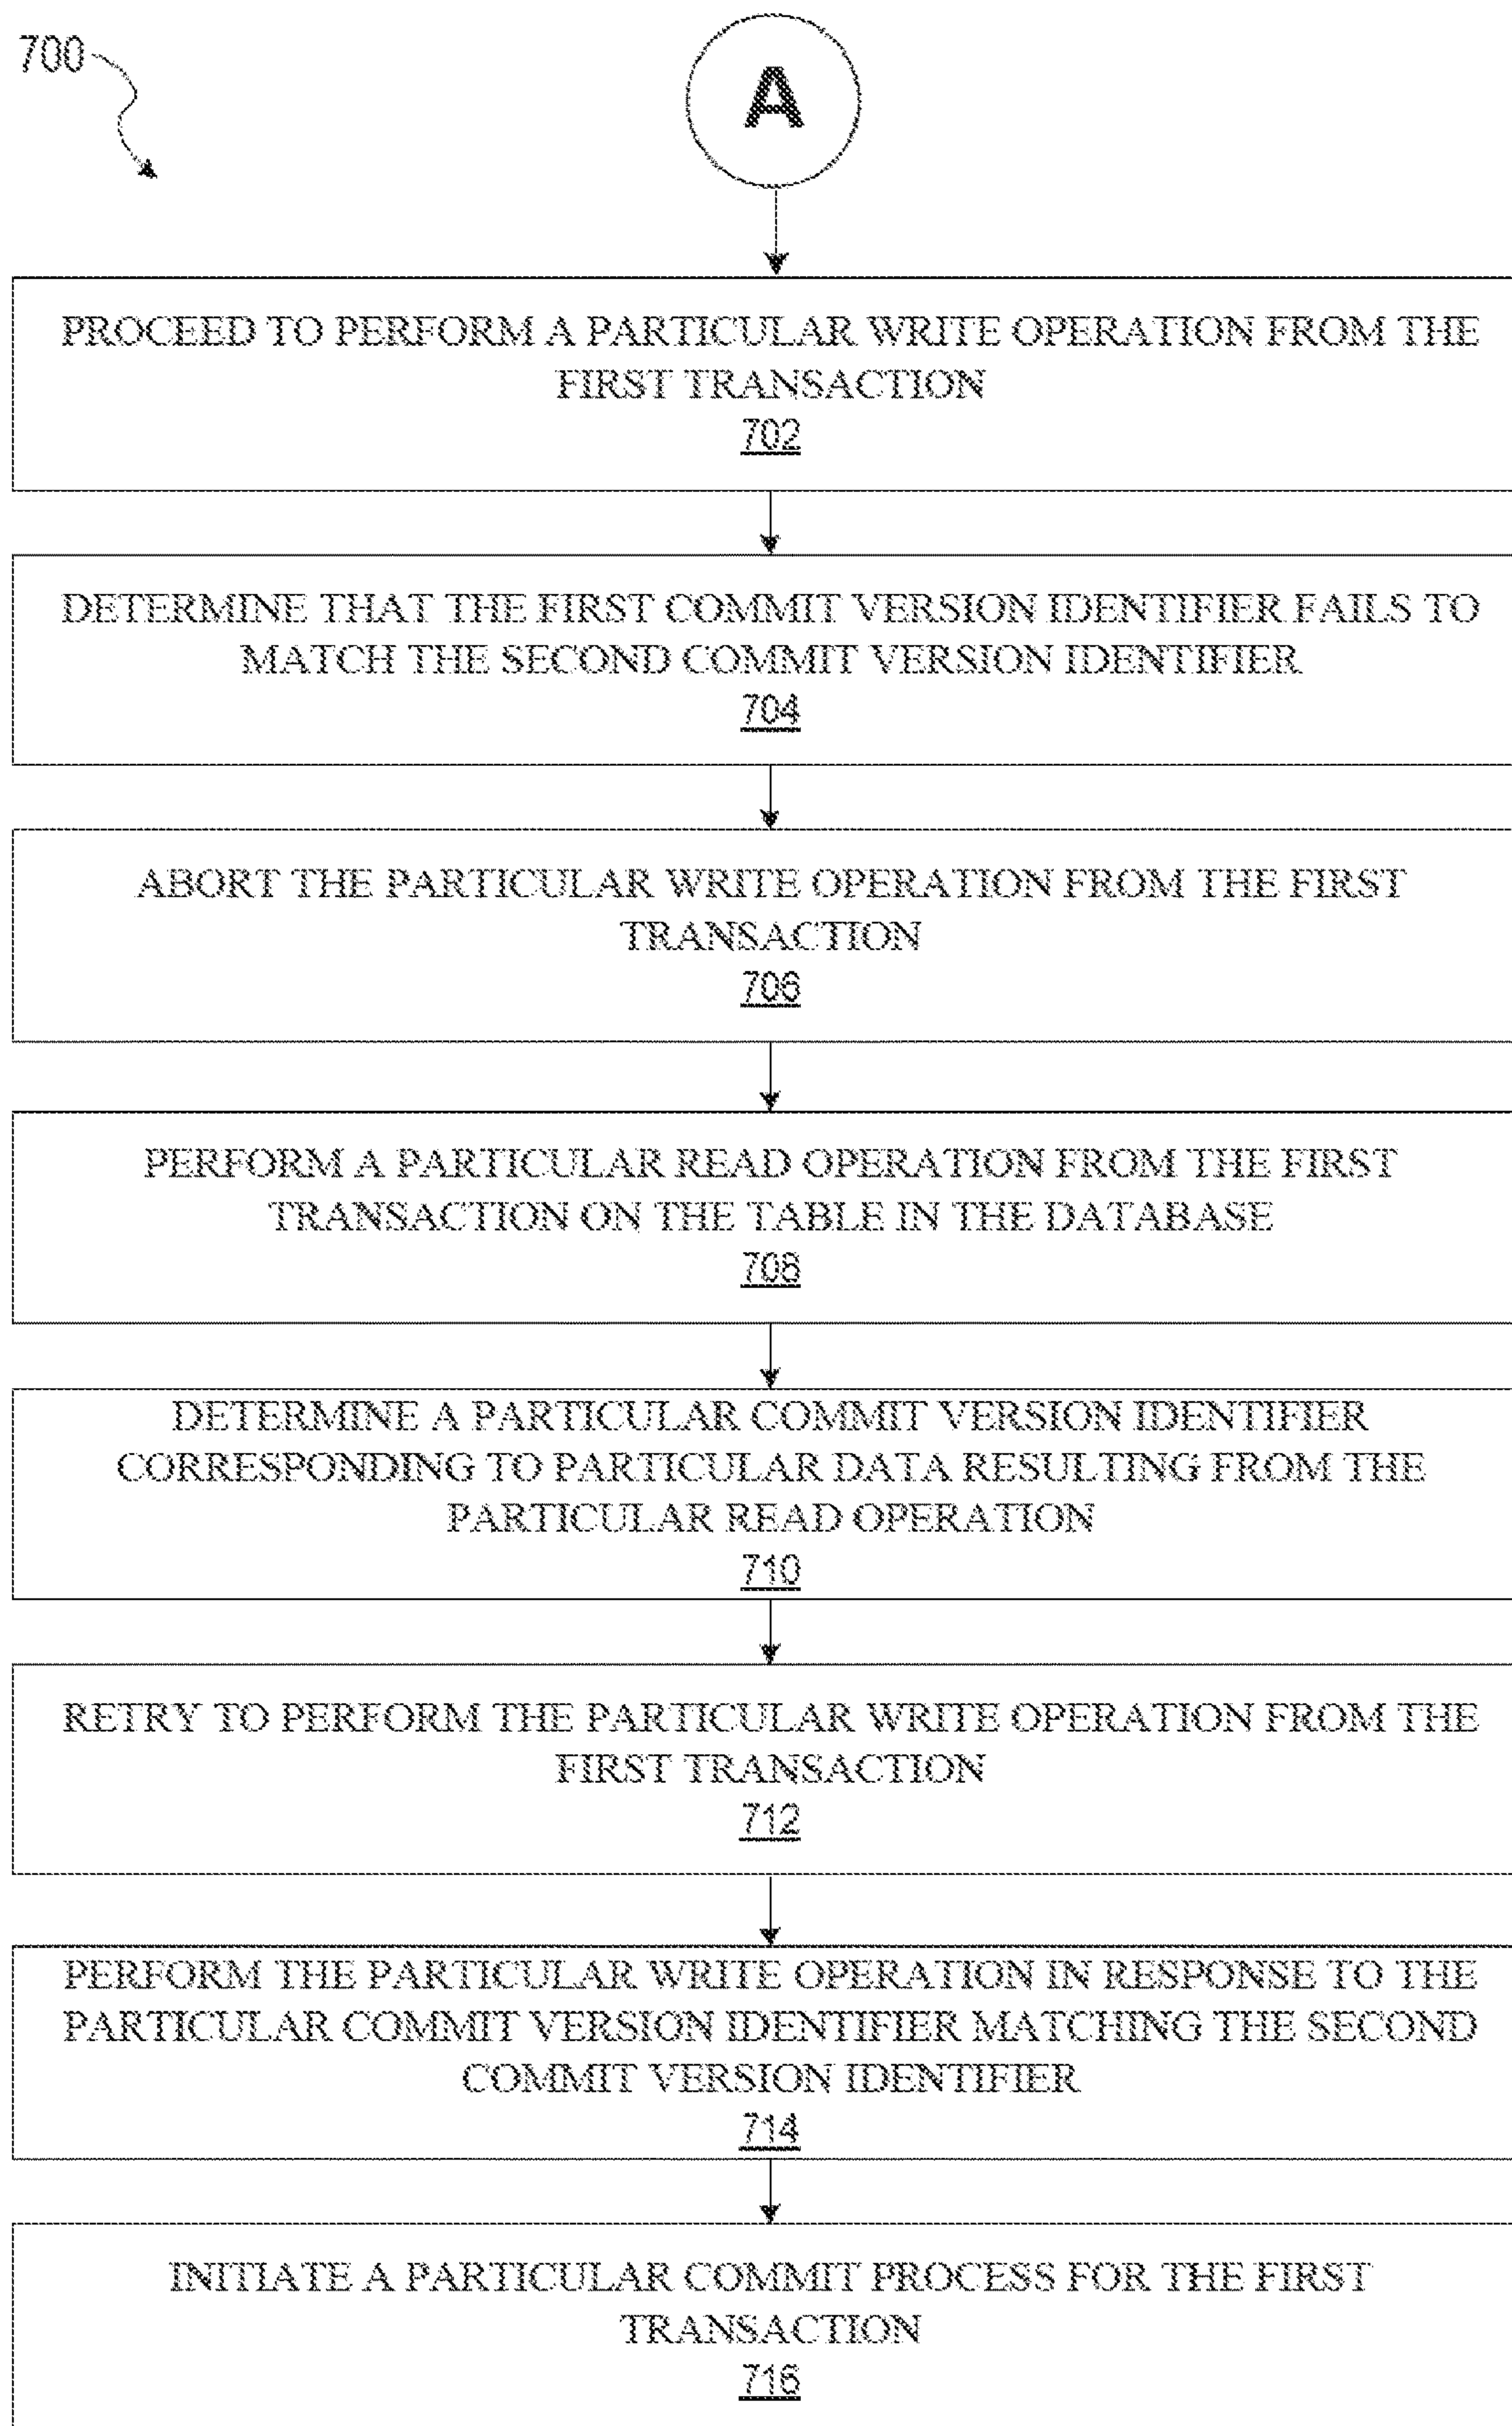 700
A
PROCEED TO PERFORM A PARTICULAR WRITE OPERATION FROM THE
FIRST TRANSACTION
702
DETERMINE THAT THE FIRST COMMIT VERSION IDENTIFIER FAILS TO
MATCH THE SECOND COMMIT VERSION IDENTIFIER
704
ABORT THE PARTICULAR WRITE OPERATION FROM THE FIRST
TRANSACTION
706
PERFORM A PARTICULAR READ OPERATION FROM THE FIRST
TRANSACTION ON THE TABLE IN THE DATABASE
708
DETERMINE A PARTICULAR COMMIT VERSION IDENTIFIER
CORRESPONDING TO PARTICULAR DATA RESULTING FROM THE
PARTICULAR READ OPERATION
710
RETRY TO PERFORM THE PARTICULAR WRITE OPERATION FROM THE
FIRST TRANSACTION
712
PERFORM THE PARTICULAR WRITE OPERATION IN RESPONSE TO THE
PARTICULAR COMMIT VERSION IDENTIFIER MATCHING THE SECOND
COMMIT VERSION IDENTIFIER
714
INITIATE A PARTICULAR COMMIT PROCESS FOR THE FIRST
TRANSACTION
716